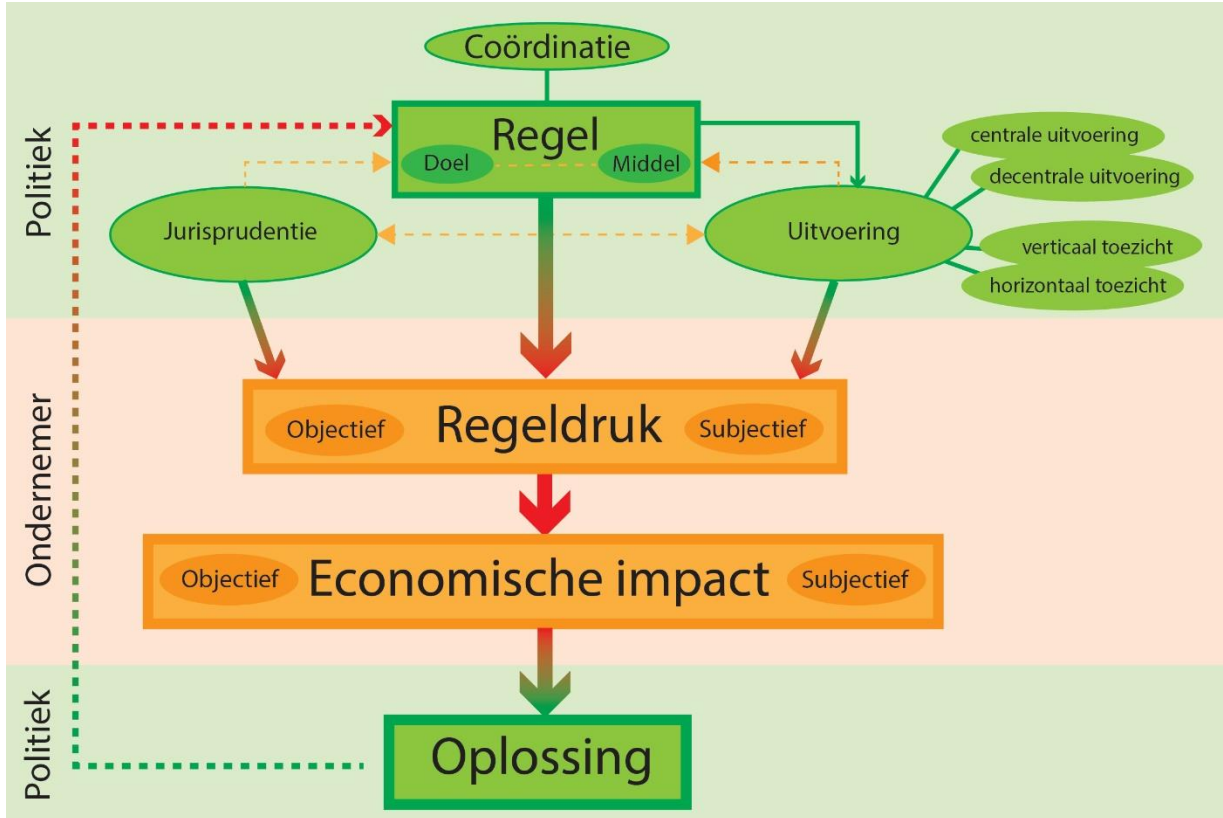 Coördinatie
Politiek
Regel
Doel
Middel
centrale uitvoering
decentrale uitvoering
Jurisprudentie
Uitvoering
verticaal toezicht
horizontaal toezicht
Ondernemer
Objectief
Regeldruk
Subjectief
Objectief
Economische impact
Subjectief
Politiek
Oplossing